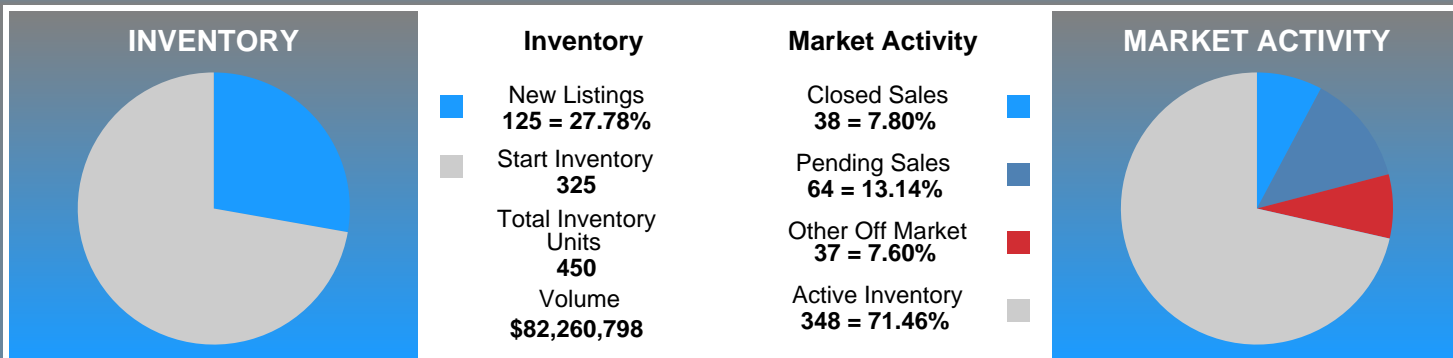 INVENTORY
Inventory
New Listings
125 = 27.78%
Start Inventory
325
Total Inventory
Units
450
Volume
$82,260,798
Market Activity
Closed Sales
38 = 7.80%
Pending Sales
64 = 13.14%
Other Off Market
37 = 7.60%
Active Inventory
348 = 71.46%
MARKET ACTIVITY